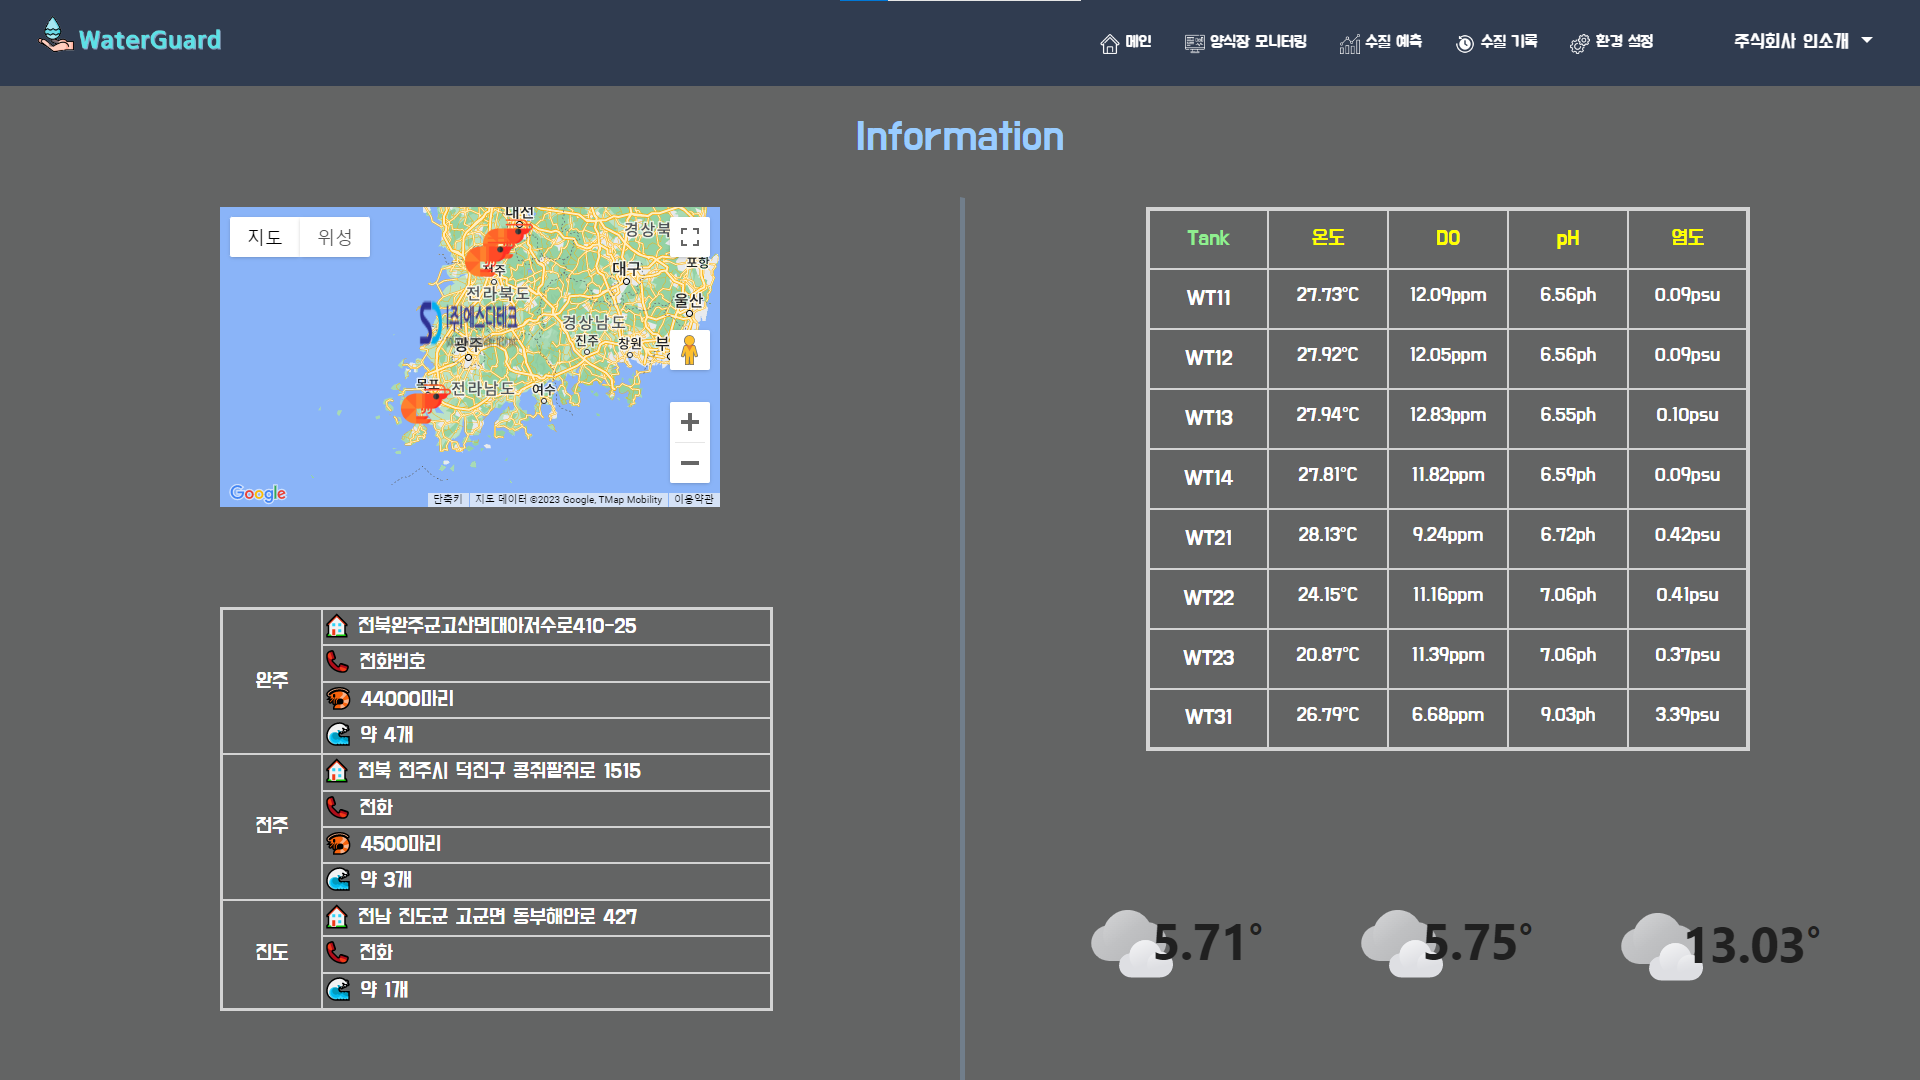 WaterGuard
메인
양식장 모니터링
수질 예측
수질 기록
환경 설정
주식회사 인소개
Information
지도 위성
대전
경상북
포항
전주
대구
전라북도
울산
(주)에스디테크
경상남도
광주
진주
창원
부
목포
전라남도
여수
Google
단축키
지도 데이터 ©2023 Google, TMap Mobility
이용약관
Tank 온도 DO pH 염도
WT11 27.73°C 12.09ppm 6.56ph 0.09psu
WT12 27.92°C 12.05ppm 6.56ph 0.09psu
WT13 27.94°C 12.83ppm 6.55ph 0.10psu
WT14 27.81°C 11.82ppm 6.59ph 0.09psu
WT21 28.13°C 9.24ppm 6.72ph 0.42psu
WT22 24.15°C 11.16ppm 7.06ph 0.41psu
WT23 20.87°C 11.39ppm 7.06ph 0.37psu
WT31 26.79°C 6.68ppm 9.03ph 3.39psu
완주
전북완주군고산면대아저수로410-25
전화번호
44000마리
약 4개
전주
전북 전주시 덕진구 콩쥐팥쥐로 1515
전화
4500마리
약 3개
진도
전남 진도군 고군면 동부해안로 427
전화
약 1개
5.71°
5.75°
13.03°